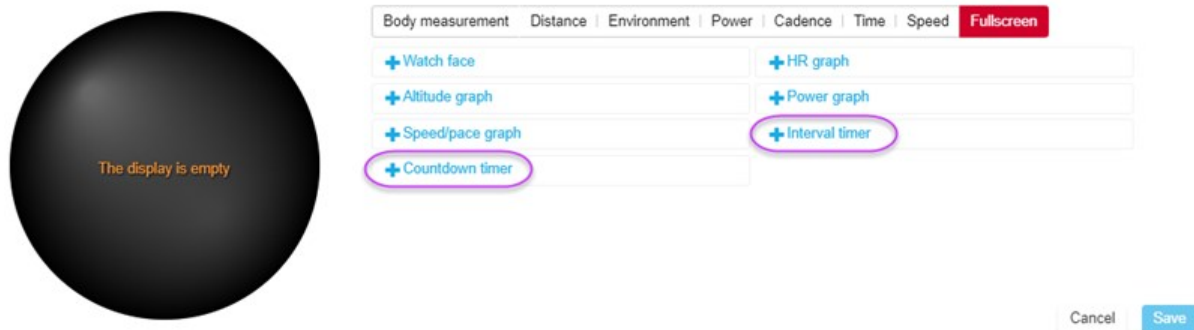 Body measurement Distance Environment Power Cadence Time Speed Fullscreen
Watch face HR graph
Altitude graph Power graph
Speed/pace graph Interval timer
The display is empty Countdown timer
Cancel Save